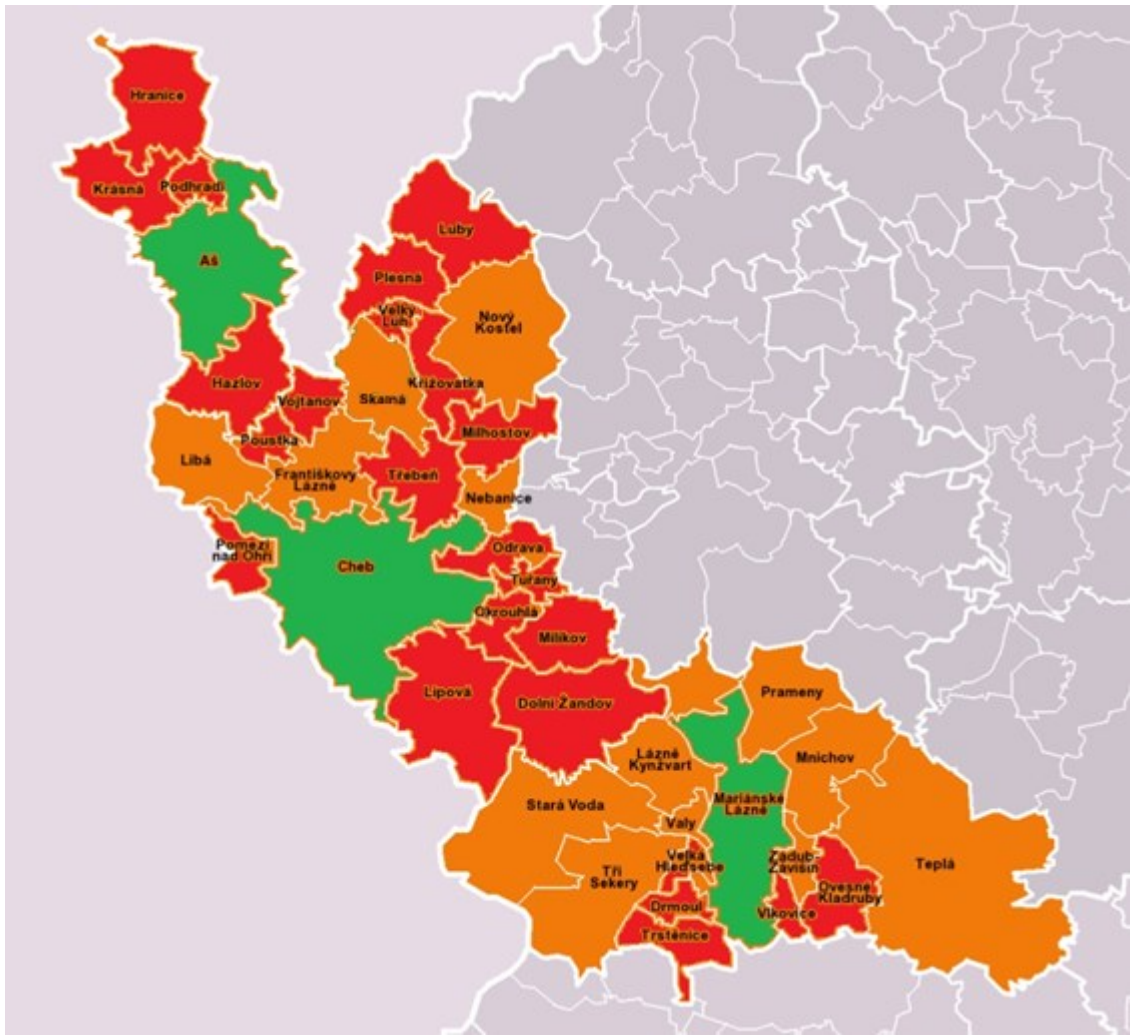 Hranice
Krásná
Podhradí
Aš
Luby
Plesná
Velký
Luh
Nový
Kostel
Hazlov
Vojtanov
Skalná
Křižovatka
Poustka
Milhostov
Libá
Františkovy
Lázně
Třebeň
Nebanice
Pomezí
nad Ohří
Cheb
Odrava
Tuřany
Okrouhlá
Milíkov
Lipová
Dolní Žandov
Prameny
Lázně
Kynžvart
Mnichov
Stará Voda
Mariánské
Lázně
Valy
Velká
Hleďsebe
Zádub-
Závišín
Tři
Sekery
Teplá
Ovesné
Kladruby
Drmoul
Vlkovice
Trstěnice